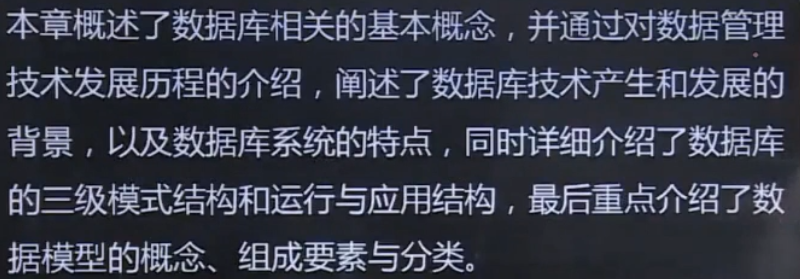 本章概述了数据库相关的基本概念，并通过对数据管理
技术发展历程的介绍，阐述了数据库技术产生和发展的
背景，以及数据库系统的特点，同时详细介绍了数据库
的三级模式结构和运行与应用结构，最后重点介绍了数
据模型的概念、组成要素与分类。